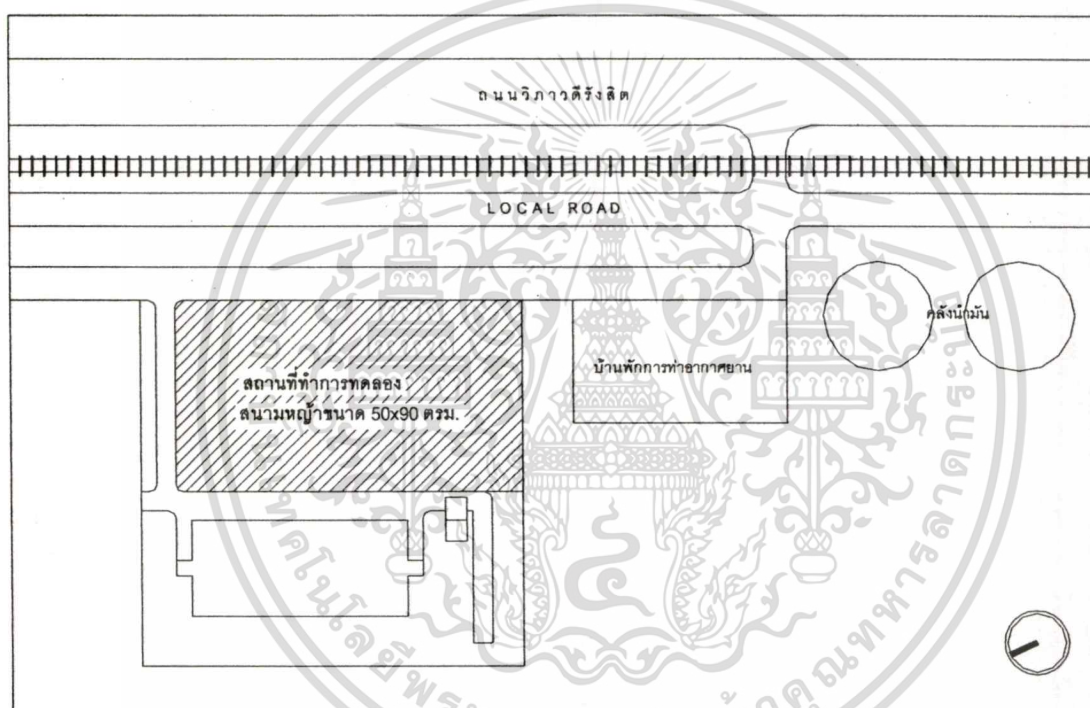 ถนนวิภาวดีรังสิต
LOCAL ROAD
คลังน้ำมัน
บ้านพักการท่าอากาศยาน
สถานที่ทำการทดลอง
สนามหญ้าขนาด 50x90 ตรม.